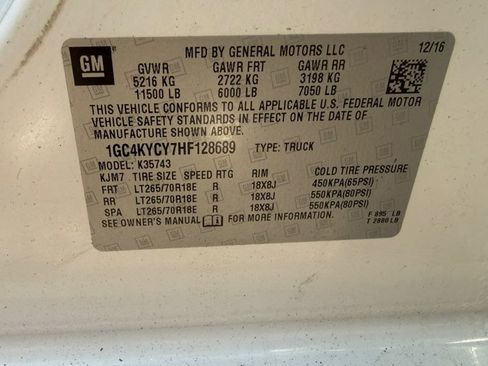 GM
MFD BY GENERAL MOTORS LLC 12/16
GVWR GAWR FRT GAWR RR
5216 KG 2722 KG 3198 KG
11500 LB 6000 LB 7050 LB
THIS VEHICLE CONFORMS TO ALL APPLICABLE U.S. FEDERAL MOTOR
VEHICLE SAFETY STANDARDS IN EFFECT ON THE DATE OF
MANUFACTURE SHOWN ABOVE.
1GC4KYCY7HF128689 TYPE: TRUCK
MODEL: K35743
KJM7 TIRE SIZE SPEED RTG RIM COLD TIRE PRESSURE
FRT LT265/70R18E R 18X8J 450KPA(65PSI)
RR LT265/70R18E R 18X8J 550KPA(80PSI)
SPA LT265/70R18E R 18X8J 550KPA(80PSI)
SEE OWNER'S MANUAL FOR MORE INFORMATION
F 895 LB
T 2880 LB